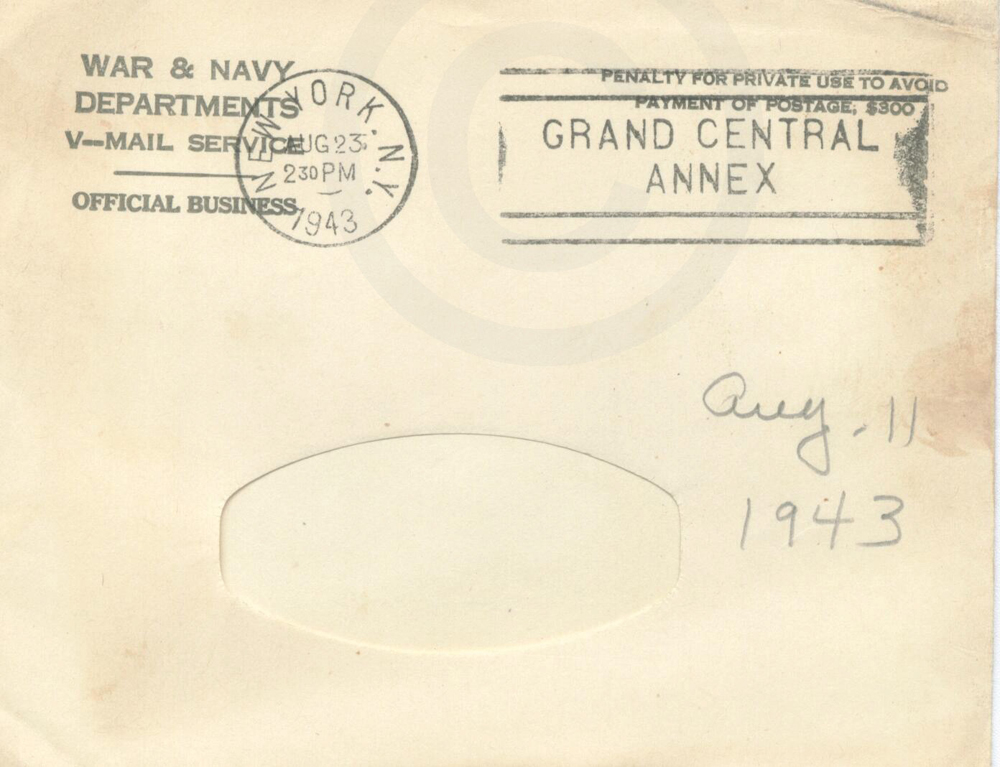 WAR & NAVY
DEPARTMENTS
V--MAIL SERVICE
OFFICIAL BUSINESS
NEW YORK, N.Y.
AUG 23
2 30 PM
1943
PENALTY FOR PRIVATE USE TO AVOID
PAYMENT OF POSTAGE, $300
GRAND CENTRAL
ANNEX
Aug. 11
1943
©